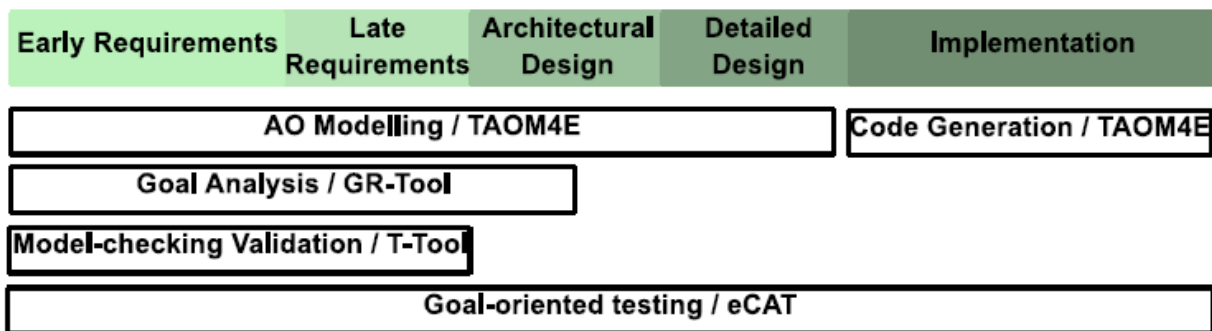 Early Requirements
Late
Requirements
Architectural
Design
Detailed
Design
Implementation
AO Modelling / TAOM4E
Code Generation / TAOM4E
Goal Analysis / GR-Tool
Model-checking Validation / T-Tool
Goal-oriented testing / eCAT